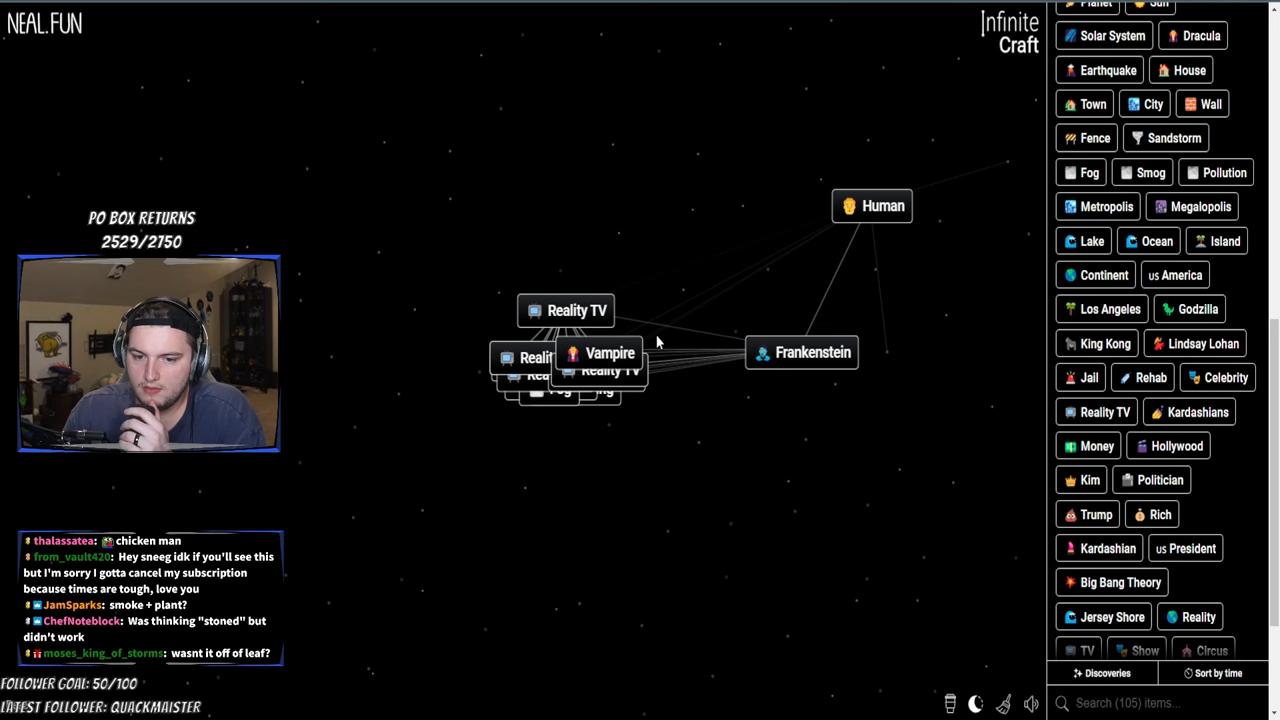 NEAL.FUN
Infinite
Craft
PO BOX RETURNS
2529/2750
thalassatea: chicken man
from_vault420: Hey sneeg idk if you'll see this
but I'm sorry I gotta cancel my subscription
because times are tough, love you
JamSparks: smoke + plant?
ChefNoteblock: Was thinking "stoned" but
didn't work
moses_king_of_storms: wasnt it off of leaf?
FOLLOWER GOAL: 50/100
LATEST FOLLOWER: QUACKMAISTER
Human
Reality TV
Vampire
Reality TV
Frankenstein
Planet Sun
Solar System Dracula
Earthquake House
Town City Wall
Fence Sandstorm
Fog Smog Pollution
Metropolis Megalopolis
Lake Ocean Island
Continent us America
Los Angeles Godzilla
King Kong Lindsay Lohan
Jail Rehab Celebrity
Reality TV Kardashians
Money Hollywood
Kim Politician
Trump Rich
Kardashian us President
Big Bang Theory
Jersey Shore Reality
TV Show Circus
Discoveries Sort by time
Search (105) items...